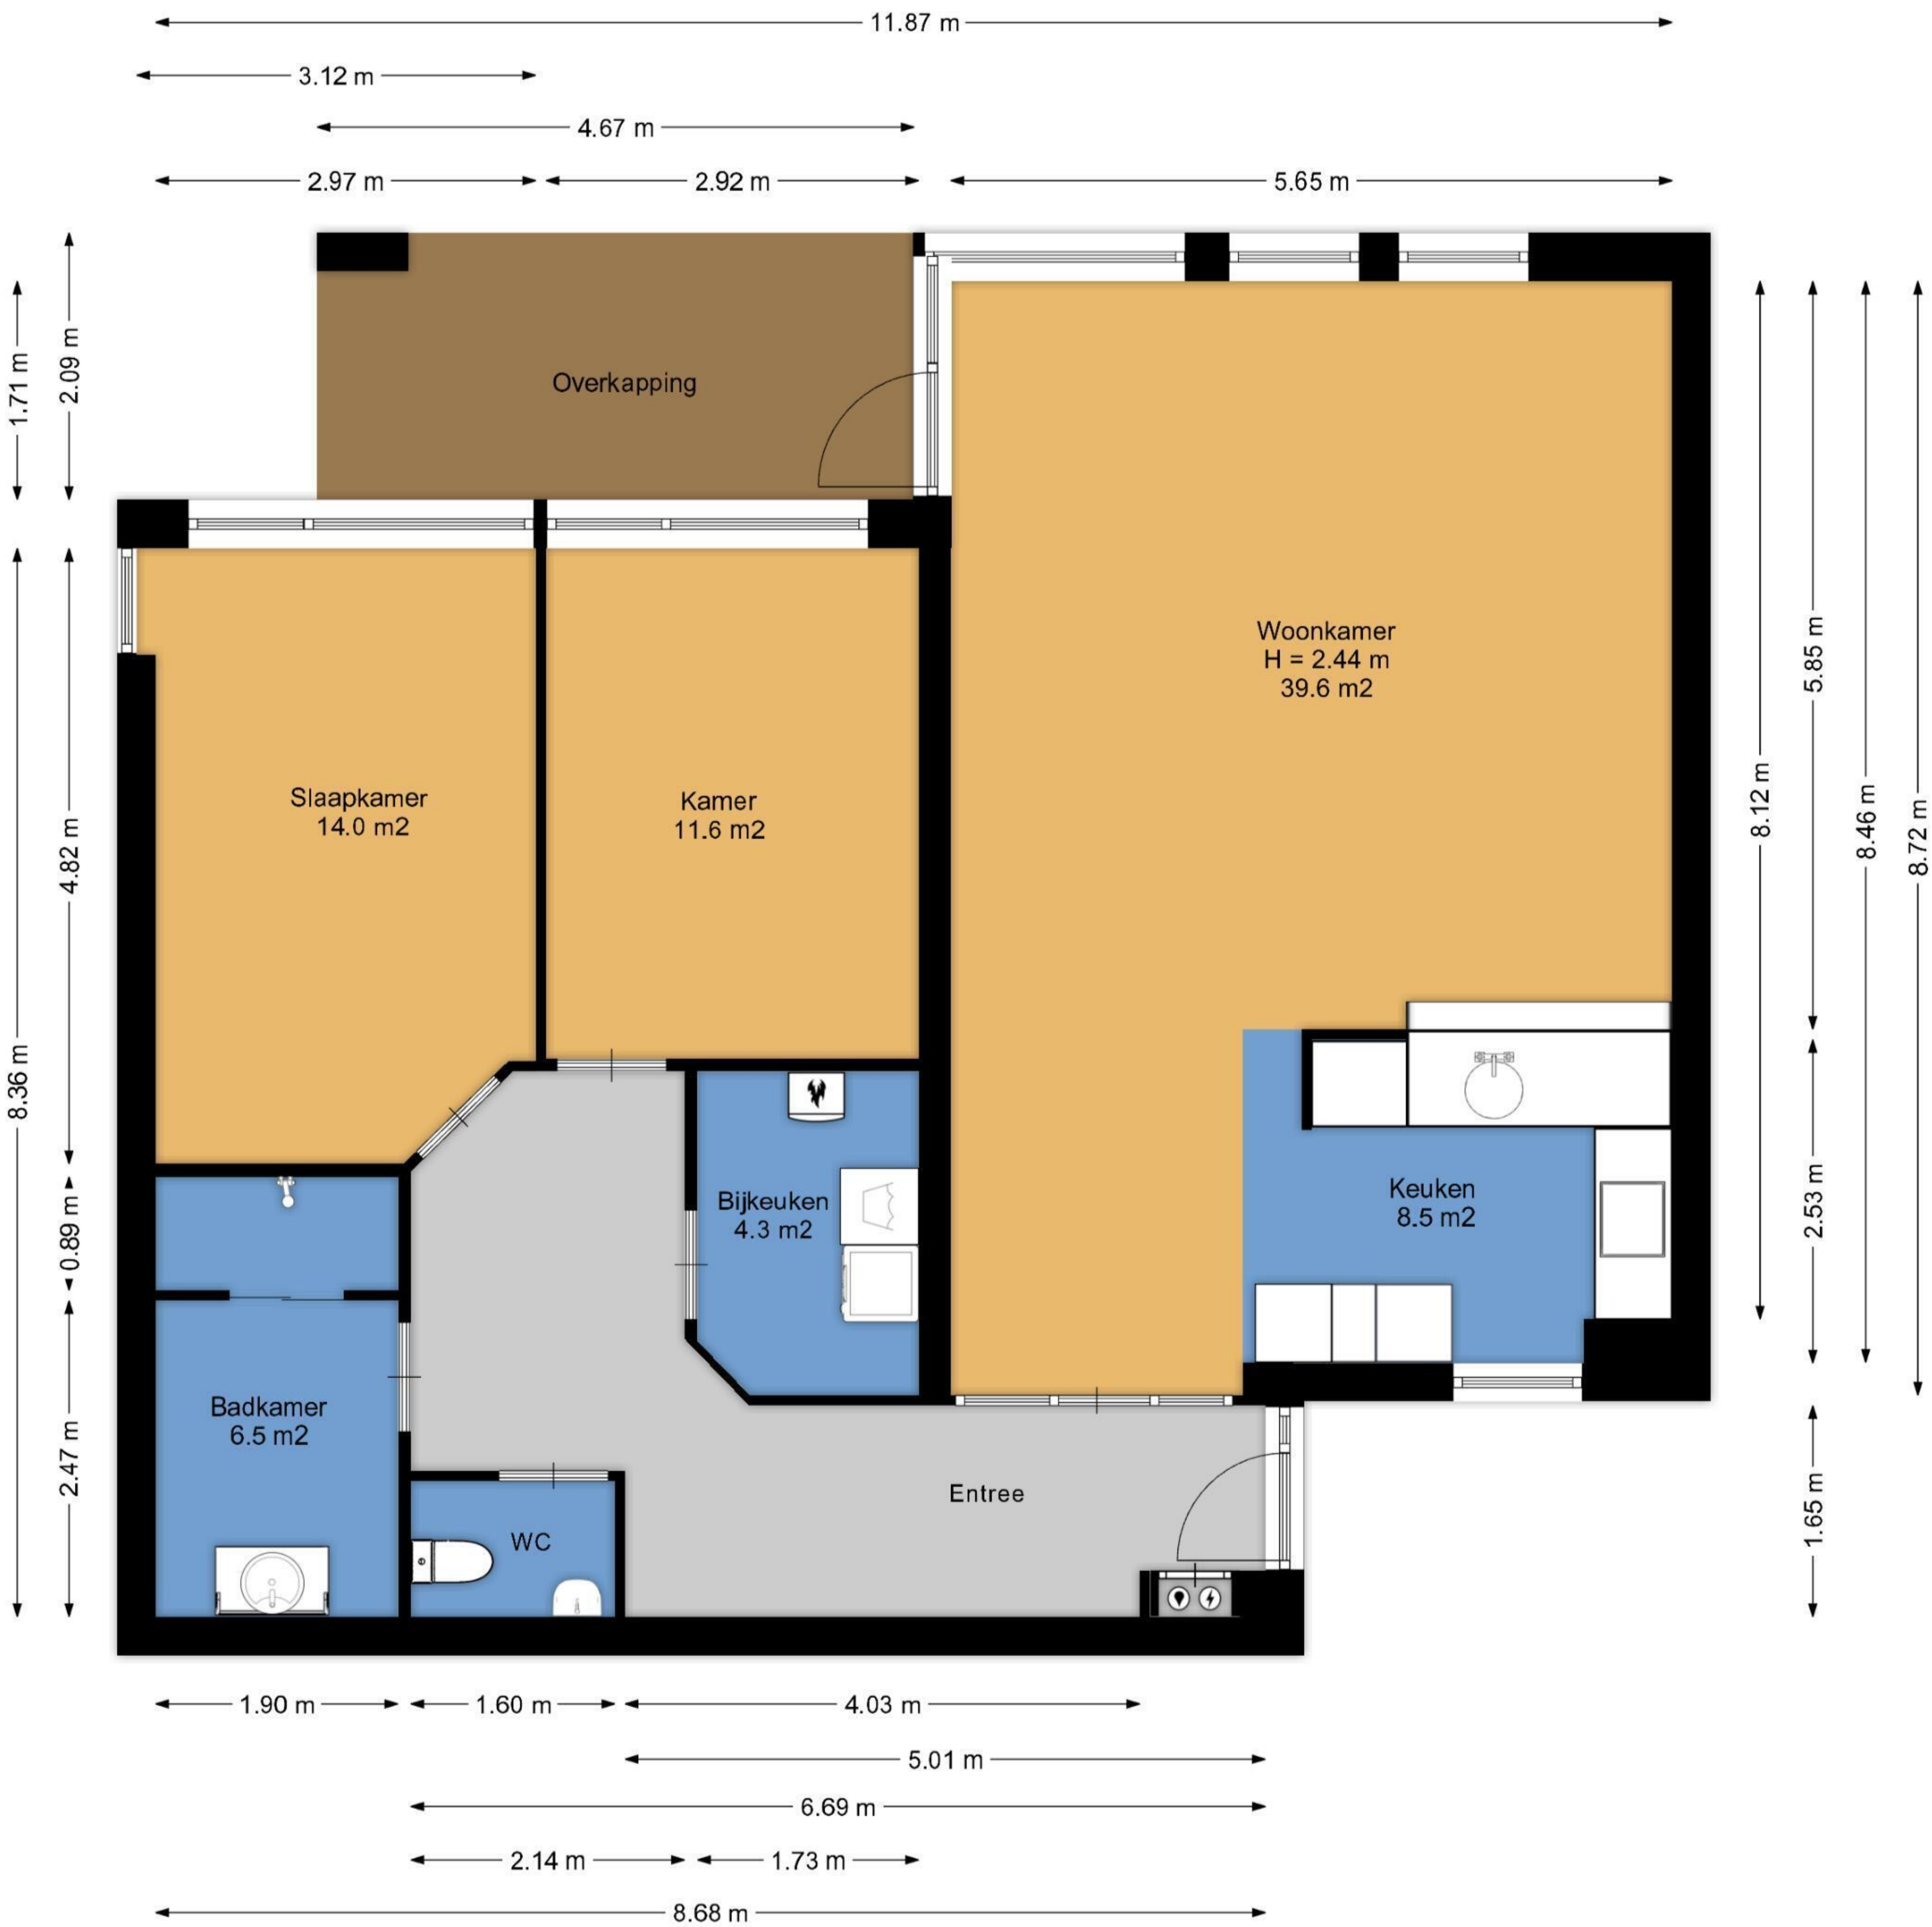 11.87 m
3.12 m
4.67 m
2.97 m
2.92 m
5.65 m
1.71 m
2.09 m
Overkapping
Woonkamer
H = 2.44 m
39.6 m2
5.85 m
8.12 m
8.46 m
8.72 m
Slaapkamer
14.0 m2
Kamer
11.6 m2
4.82 m
8.36 m
0.89 m
Bijkeuken
4.3 m2
Keuken
8.5 m2
2.53 m
Badkamer
6.5 m2
2.47 m
WC
Entree
1.65 m
1.90 m
1.60 m
4.03 m
5.01 m
6.69 m
2.14 m
1.73 m
8.68 m